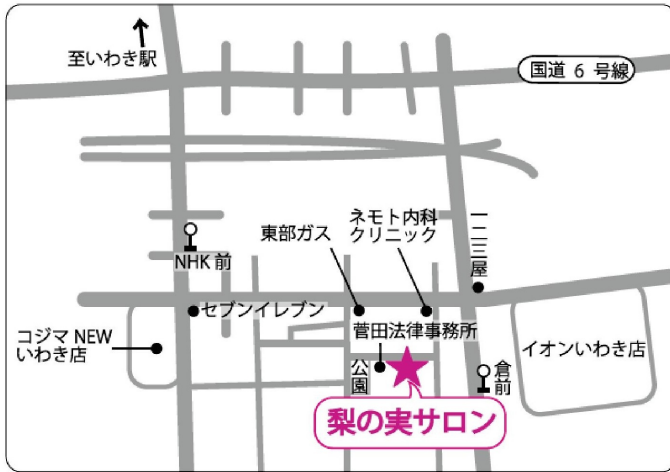 至いわき駅
国道 6 号線
ネモト内科
クリニック
東部ガス
一二三屋
NHK 前
セブンイレブン
菅田法律事務所
コジマ NEW
いわき店
イオンいわき店
公園
倉前
梨の実サロン